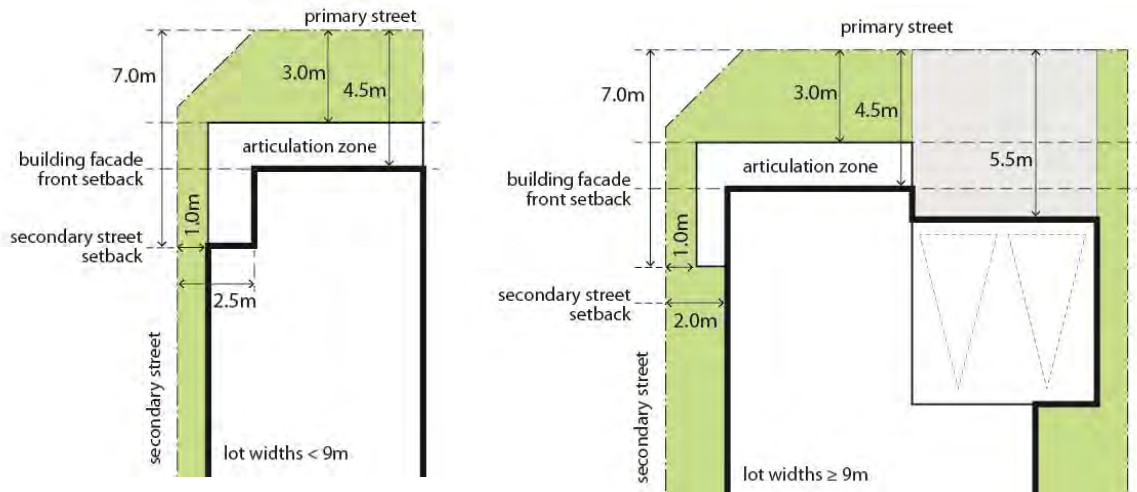 primary street
7.0m
3.0m
4.5m
articulation zone
building facade
front setback
1.0m
secondary street
setback
2.5m
secondary street
lot widths < 9m
primary street
7.0m
3.0m
4.5m
5.5m
articulation zone
building facade
front setback
1.0m
secondary street
setback
2.0m
secondary street
lot widths ≥ 9m